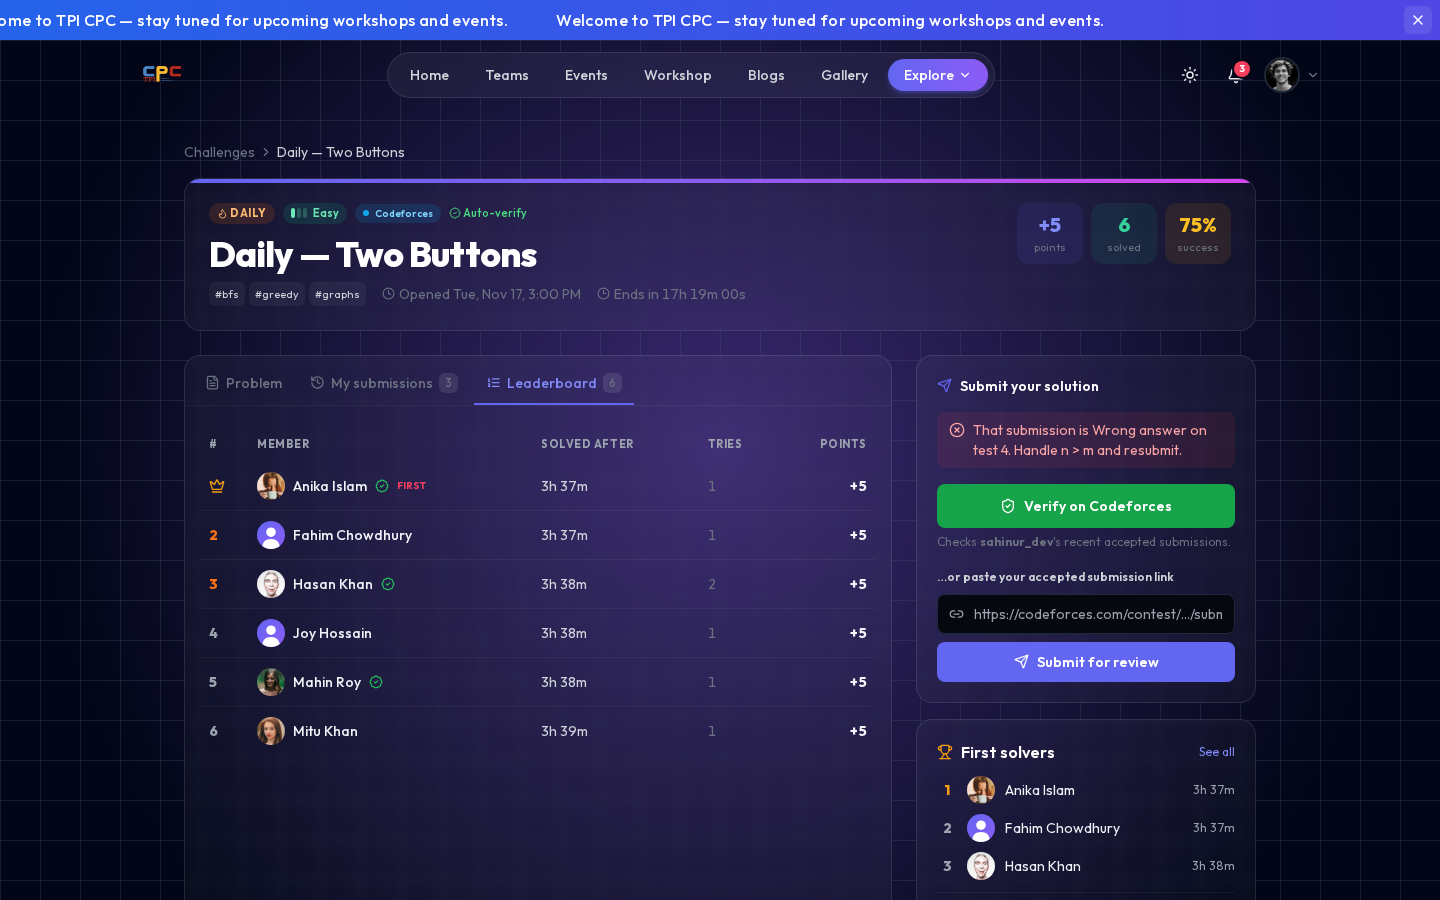 ome to TPI CPC — stay tuned for upcoming workshops and events. Welcome to TPI CPC — stay tuned for upcoming workshops and events.
CPC
Home Teams Events Workshop Blogs Gallery Explore 3
Challenges > Daily — Two Buttons
DAILY Easy Codeforces Auto-verify
Daily — Two Buttons
+5 points
6 solved
75% success
#bfs #greedy #graphs Opened Tue, Nov 17, 3:00 PM Ends in 17h 19m 00s
Problem My submissions 3 Leaderboard 6
# MEMBER SOLVED AFTER TRIES POINTS
Anika Islam FIRST 3h 37m 1 +5
2 Fahim Chowdhury 3h 37m 1 +5
3 Hasan Khan 3h 38m 2 +5
4 Joy Hossain 3h 38m 1 +5
5 Mahin Roy 3h 38m 1 +5
6 Mitu Khan 3h 39m 1 +5
Submit your solution
That submission is Wrong answer on
test 4. Handle n > m and resubmit.
Verify on Codeforces
Checks sahinur_dev's recent accepted submissions.
...or paste your accepted submission link
https://codeforces.com/contest/.../subn
Submit for review
First solvers See all
1 Anika Islam 3h 37m
2 Fahim Chowdhury 3h 37m
3 Hasan Khan 3h 38m